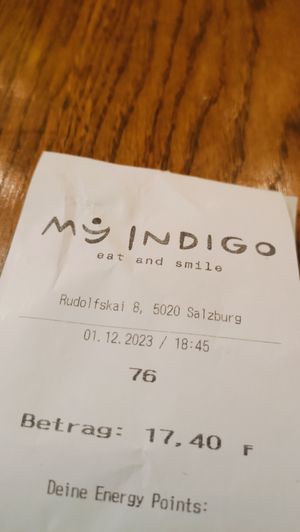 MY INDIGO
eat and smile
Rudolfskai 8, 5020 Salzburg
01.12.2023 / 18:45
76
Betrag: 17,40 F
Deine Energy Points: